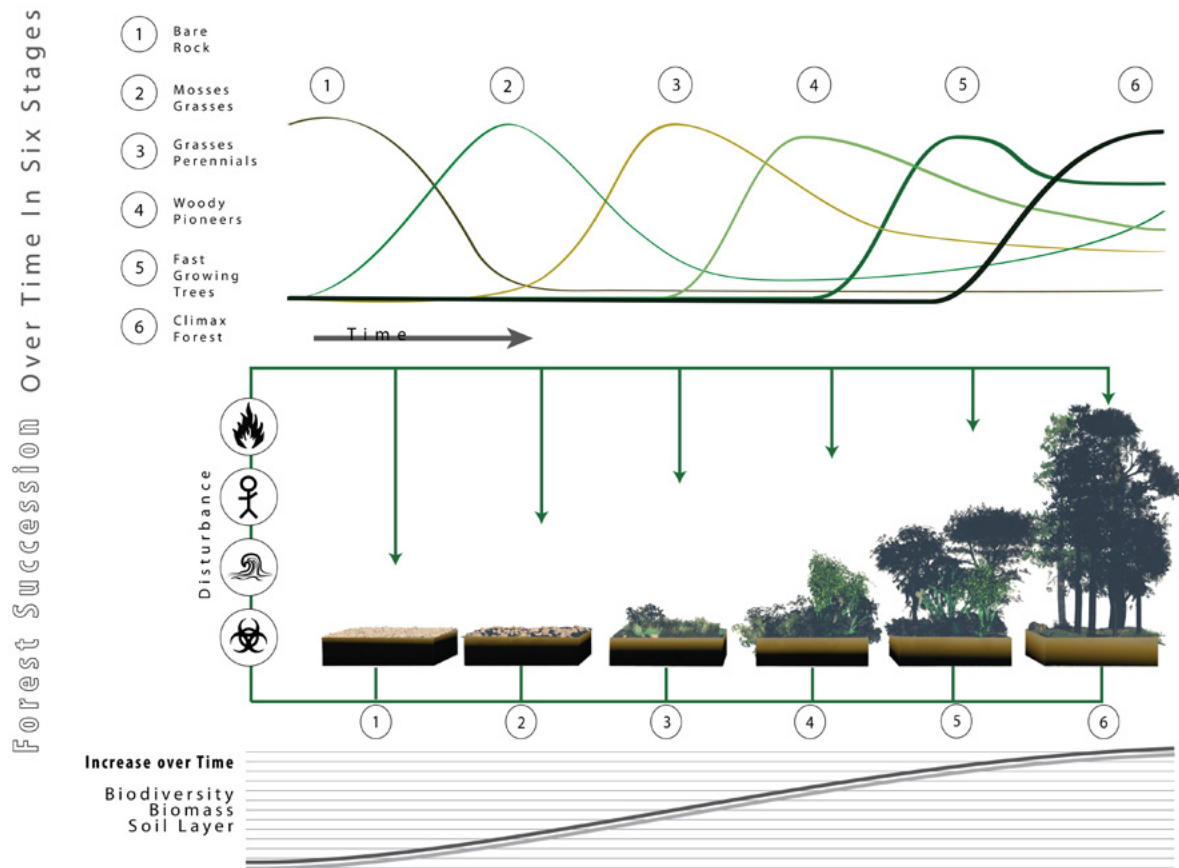 Forest Succession Over Time In Six Stages
1
Bare
Rock
2
Mosses
Grasses
3
Grasses
Perennials
4
Woody
Pioneers
5
Fast
Growing
Trees
6
Climax
Forest
1 2 3 4 5 6
Time
Disturbance
1 2 3 4 5 6
Increase over Time
Biodiversity
Biomass
Soil Layer